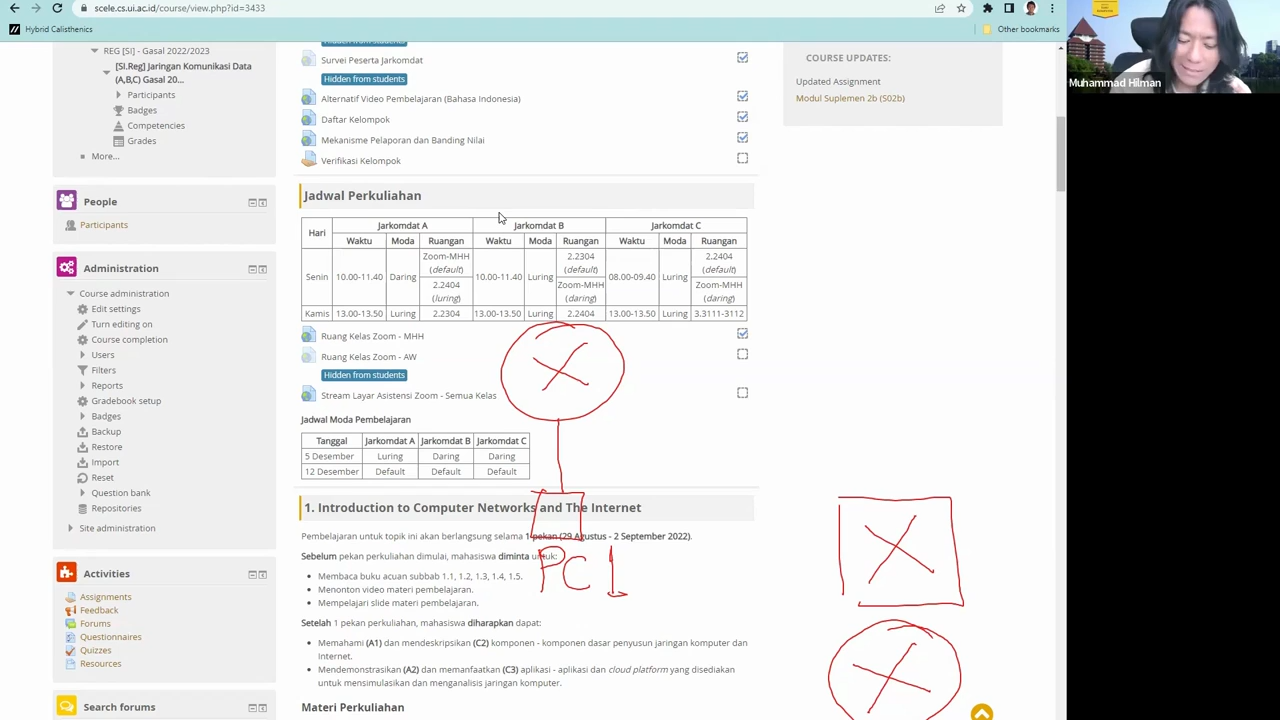 scele.cs.ui.ac.id/course/view.php?id=3433
Hybrid Calisthenics
Other bookmarks
REG [SI] - Gasal 2022/2023
[SI.Reg] Jaringan Komunikasi Data
(A,B,C) Gasal 20...
Participants
Badges
Competencies
Grades
More...
People
Participants
Administration
Course administration
Edit settings
Turn editing on
Course completion
Users
Filters
Reports
Gradebook setup
Badges
Backup
Restore
Import
Reset
Question bank
Repositories
Site administration
Activities
Assignments
Feedback
Forums
Questionnaires
Quizzes
Resources
Search forums
Hidden from students
Survei Peserta Jarkomdat
Hidden from students
Alternatif Video Pembelajaran (Bahasa Indonesia)
Daftar Kelompok
Mekanisme Pelaporan dan Banding Nilai
Verifikasi Kelompok
Jadwal Perkuliahan
Hari Jarkomdat A Jarkomdat B Jarkomdat C
Waktu Moda Ruangan Waktu Moda Ruangan Waktu Moda Ruangan
Senin 10.00-11.40 Daring Zoom-MHH (default) 2.2404 (luring) 10.00-11.40 Luring 2.2304 (default) Zoom-MHH (daring) 08.00-09.40 Luring 2.2404 (default) Zoom-MHH (daring)
Kamis 13.00-13.50 Luring 2.2304 13.00-13.50 Luring 2.2404 13.00-13.50 Luring 3.3111-3112
Ruang Kelas Zoom - MHH
Ruang Kelas Zoom - AW
Hidden from students
Stream Layar Asistensi Zoom - Semua Kelas
Jadwal Moda Pembelajaran
Tanggal Jarkomdat A Jarkomdat B Jarkomdat C
5 Desember Luring Daring Daring
12 Desember Default Default Default
1. Introduction to Computer Networks and The Internet
Pembelajaran untuk topik ini akan berlangsung selama 1 pekan (29 Agustus - 2 September 2022).
Sebelum pekan perkuliahan dimulai, mahasiswa diminta untuk:
Membaca buku acuan subbab 1.1, 1.2, 1.3, 1.4, 1.5.
Menonton video materi pembelajaran.
Mempelajari slide materi pembelajaran.
PC 1
Setelah 1 pekan perkuliahan, mahasiswa diharapkan dapat:
Memahami (A1) dan mendeskripsikan (C2) komponen - komponen dasar penyusun jaringan komputer dan
internet.
Mendemonstrasikan (A2) dan memanfaatkan (C3) aplikasi - aplikasi dan cloud platform yang disediakan
untuk mensimulasikan dan menganalisis jaringan komputer.
Materi Perkuliahan
COURSE UPDATES:
Updated Assignment
Modul Suplemen 2b (S02b)
Muhammad Hilman